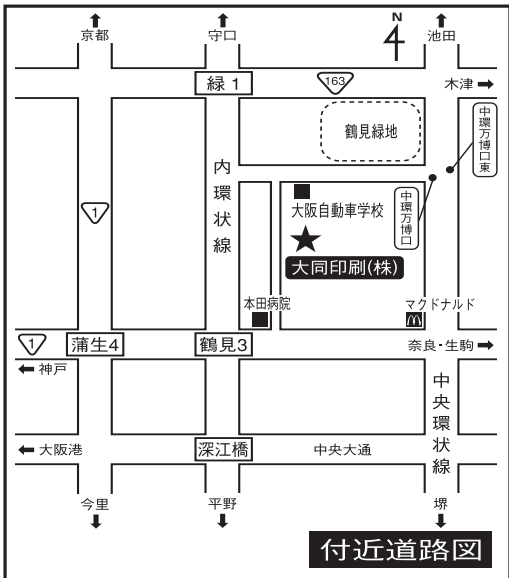 京都
守口
N
池田
緑1
163
木津
鶴見緑地
中環万博口東
内環状線
1
大阪自動車学校
中環万博口
大同印刷(株)
本田病院
マクドナルド
1
蒲生4
鶴見3
奈良・生駒
神戸
中央環状線
大阪港
深江橋
中央大通
今里
平野
堺
付近道路図